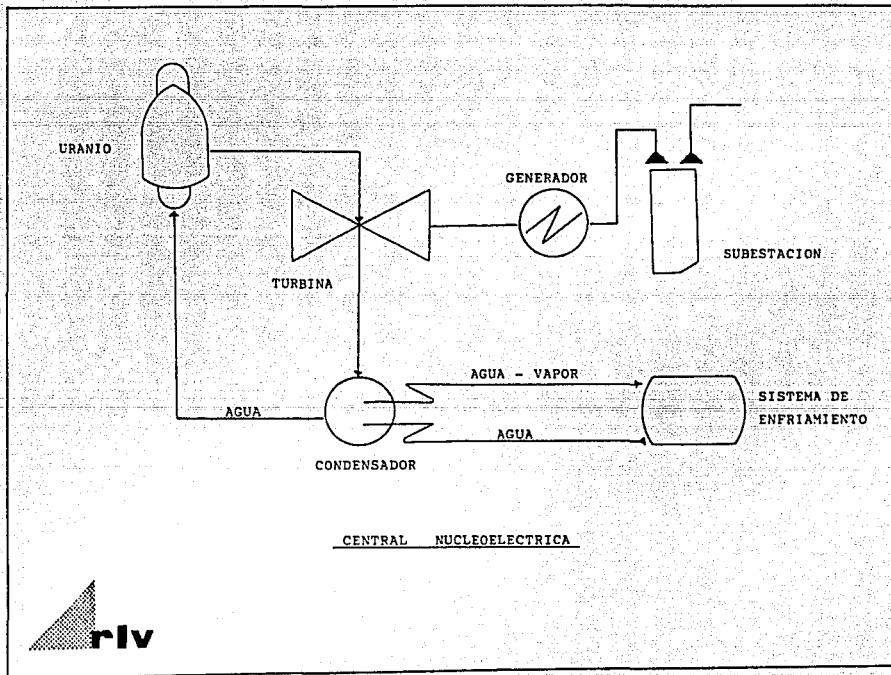 URANIO
GENERADOR
SUBESTACION
TURBINA
AGUA - VAPOR
SISTEMA DE
ENFRIAMIENTO
AGUA
AGUA
CONDENSADOR
CENTRAL NUCLEOELECTRICA
rlv